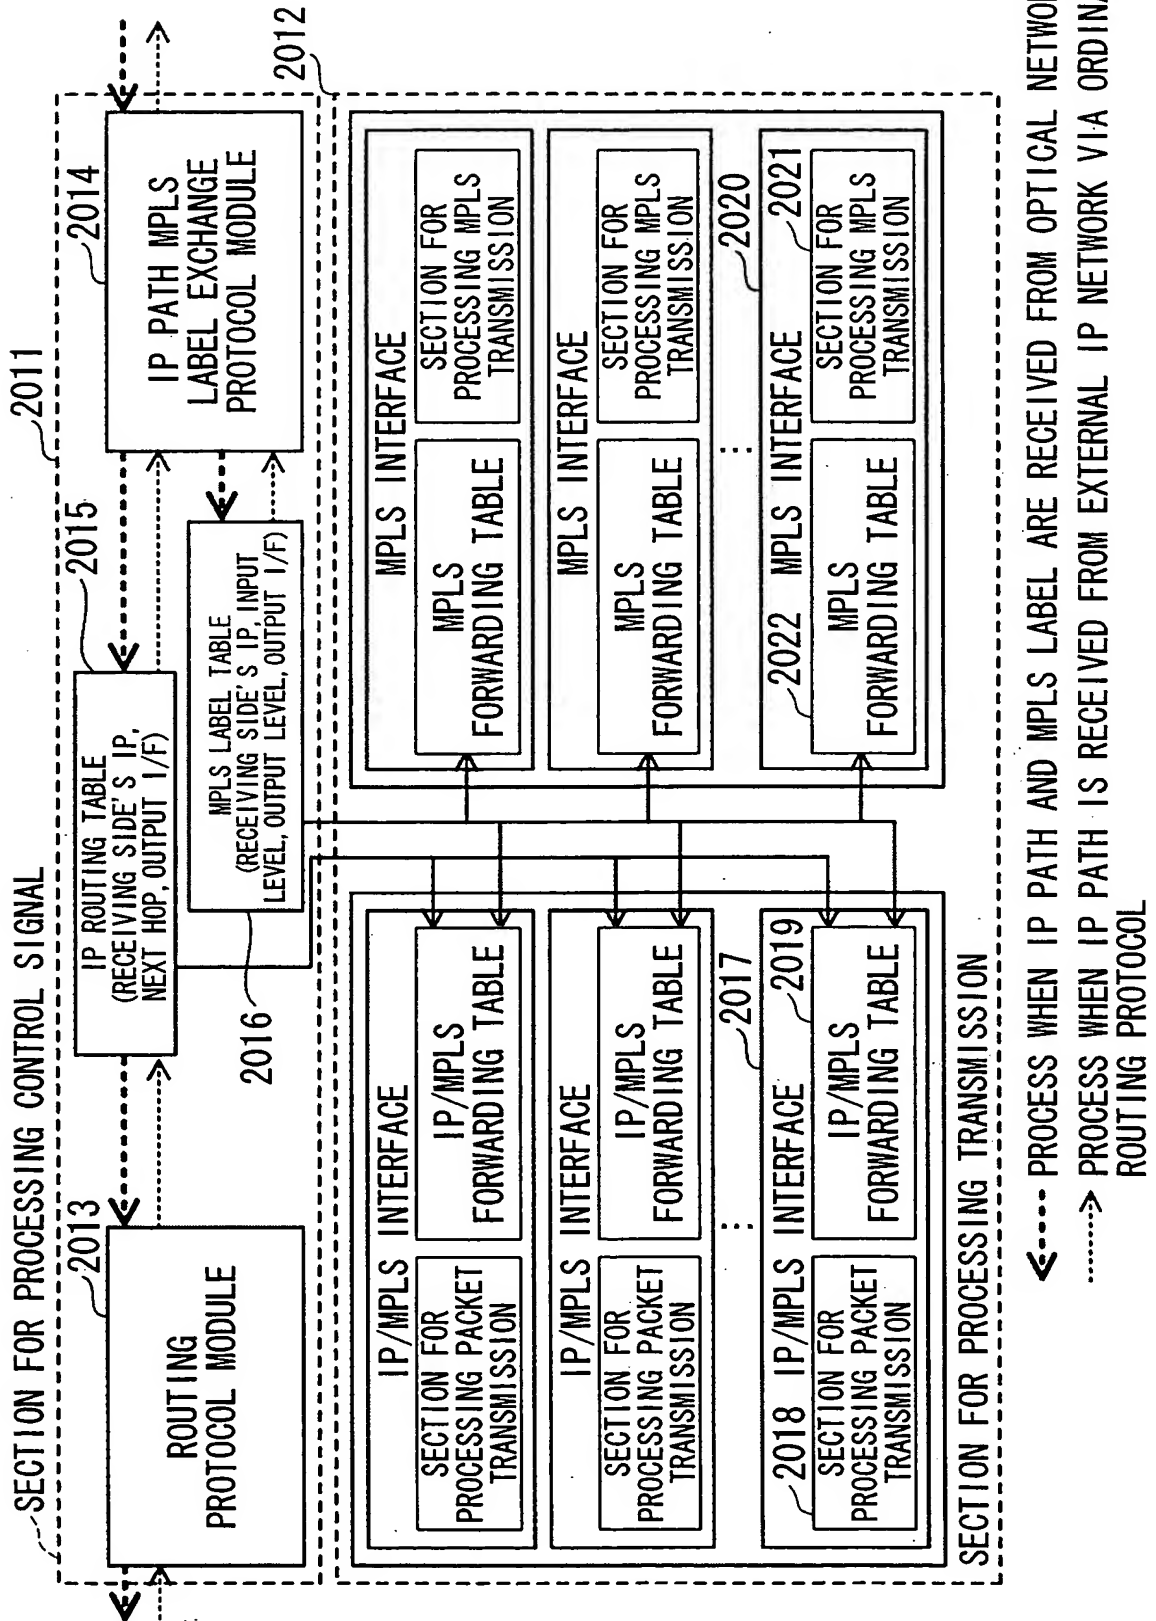 SECTION FOR PROCESSING CONTROL SIGNAL
2011
2013
ROUTING
PROTOCOL MODULE
2015
IP ROUTING TABLE
(RECEIVING SIDE'S IP,
NEXT HOP, OUTPUT I/F)
2016
MPLS LABEL TABLE
(RECEIVING SIDE'S IP, INPUT
LEVEL, OUTPUT LEVEL, OUTPUT I/F)
2014
IP PATH MPLS
LABEL EXCHANGE
PROTOCOL MODULE
2012
IP/MPLS INTERFACE
SECTION FOR
PROCESSING PACKET
TRANSMISSION
IP/MPLS
FORWARDING TABLE
MPLS INTERFACE
MPLS
FORWARDING TABLE
SECTION FOR
PROCESSING MPLS
TRANSMISSION
IP/MPLS INTERFACE
SECTION FOR
PROCESSING PACKET
TRANSMISSION
IP/MPLS
FORWARDING TABLE
MPLS INTERFACE
MPLS
FORWARDING TABLE
SECTION FOR
PROCESSING MPLS
TRANSMISSION
2017
2020
2018 IP/MPLS INTERFACE 2019
SECTION FOR
PROCESSING PACKET
TRANSMISSION
IP/MPLS
FORWARDING TABLE
2022 MPLS INTERFACE 2021
MPLS
FORWARDING TABLE
SECTION FOR
PROCESSING MPLS
TRANSMISSION
SECTION FOR PROCESSING TRANSMISSION
PROCESS WHEN IP PATH AND MPLS LABEL ARE RECEIVED FROM OPTICAL NETWOR
PROCESS WHEN IP PATH IS RECEIVED FROM EXTERNAL IP NETWORK VIA ORDINA
ROUTING PROTOCOL